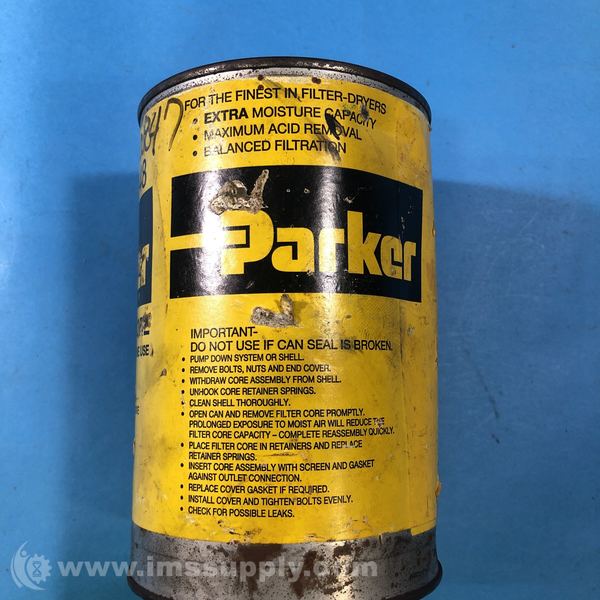 FOR THE FINEST IN FILTER-DRYERS
• EXTRA MOISTURE CAPACITY
• MAXIMUM ACID REMOVAL
• BALANCED FILTRATION
Parker
IMPORTANT-
DO NOT USE IF CAN SEAL IS BROKEN.
• PUMP DOWN SYSTEM OR SHELL.
• REMOVE BOLTS, NUTS AND END COVER.
• WITHDRAW CORE ASSEMBLY FROM SHELL.
• UNHOOK CORE RETAINER SPRINGS.
• CLEAN SHELL THOROUGHLY.
• OPEN CAN AND REMOVE FILTER CORE PROMPTLY.
PROLONGED EXPOSURE TO MOIST AIR WILL REDUCE THE
FILTER CORE CAPACITY – COMPLETE REASSEMBLY QUICKLY.
• PLACE FILTER CORE IN RETAINERS AND REPLACE
RETAINER SPRINGS.
• INSERT CORE ASSEMBLY WITH SCREEN AND GASKET
AGAINST OUTLET CONNECTION.
• REPLACE COVER GASKET IF REQUIRED.
• INSTALL COVER AND TIGHTEN BOLTS EVENLY.
• CHECK FOR POSSIBLE LEAKS.
www.imssupply.com